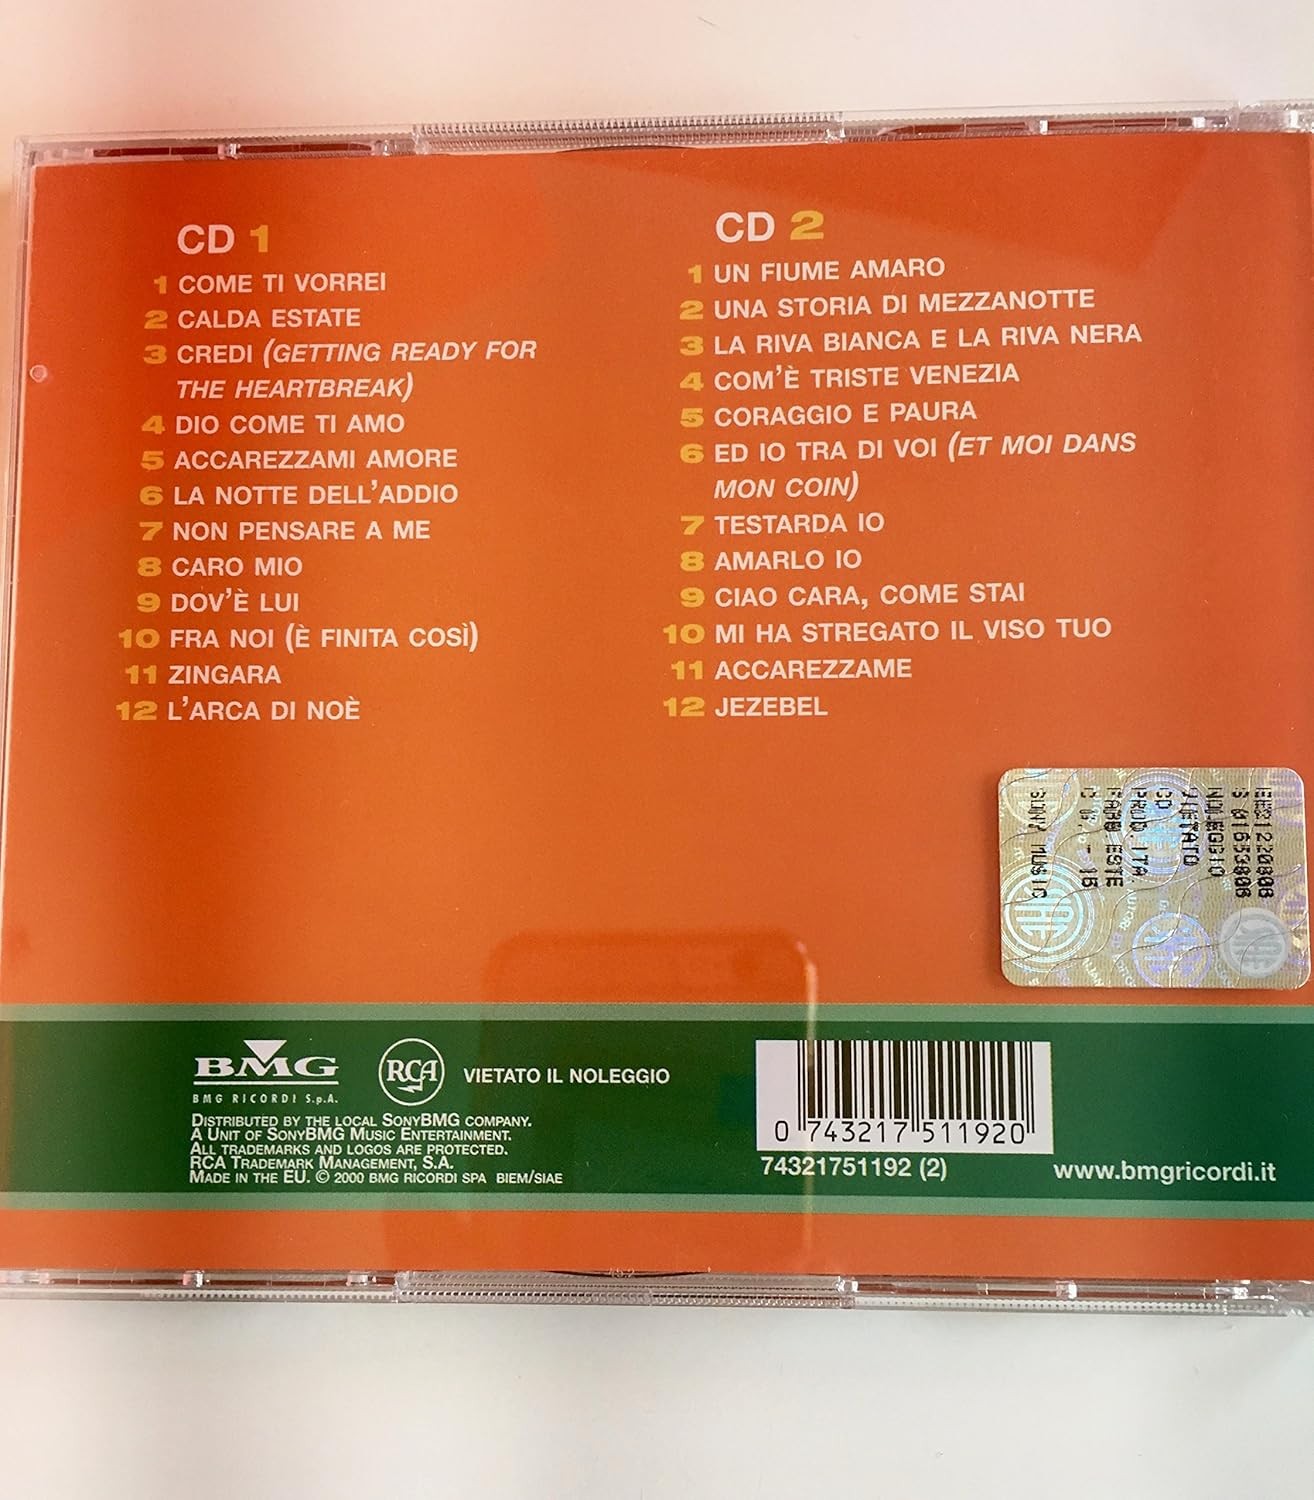 CD 1
1 COME TI VORREI
2 CALDA ESTATE
3 CREDI (GETTING READY FOR
THE HEARTBREAK)
4 DIO COME TI AMO
5 ACCAREZZAMI AMORE
6 LA NOTTE DELL'ADDIO
7 NON PENSARE A ME
8 CARO MIO
9 DOV'È LUI
10 FRA NOI (È FINITA COSÌ)
11 ZINGARA
12 L'ARCA DI NOÈ
CD 2
1 UN FIUME AMARO
2 UNA STORIA DI MEZZANOTTE
3 LA RIVA BIANCA E LA RIVA NERA
4 COM'È TRISTE VENEZIA
5 CORAGGIO E PAURA
6 ED IO TRA DI VOI (ET MOI DANS
MON COIN)
7 TESTARDA IO
8 AMARLO IO
9 CIAO CARA, COME STAI
10 MI HA STREGATO IL VISO TUO
11 ACCAREZZAME
12 JEZEBEL
NOLEGGIO
VIETATO
CD
PROD. ITA.
SONY MUSIC
BMG
BMG RICORDI S.p.A.
RCA
VIETATO IL NOLEGGIO
DISTRIBUTED BY THE LOCAL SONYBMG COMPANY.
A UNIT OF SONYBMG MUSIC ENTERTAINMENT.
ALL TRADEMARKS AND LOGOS ARE PROTECTED.
RCA TRADEMARK MANAGEMENT, S.A.
MADE IN THE EU. © 2000 BMG RICORDI SPA BIEM/SIAE
0 743217 511920
74321751192 (2)
www.bmgricordi.it